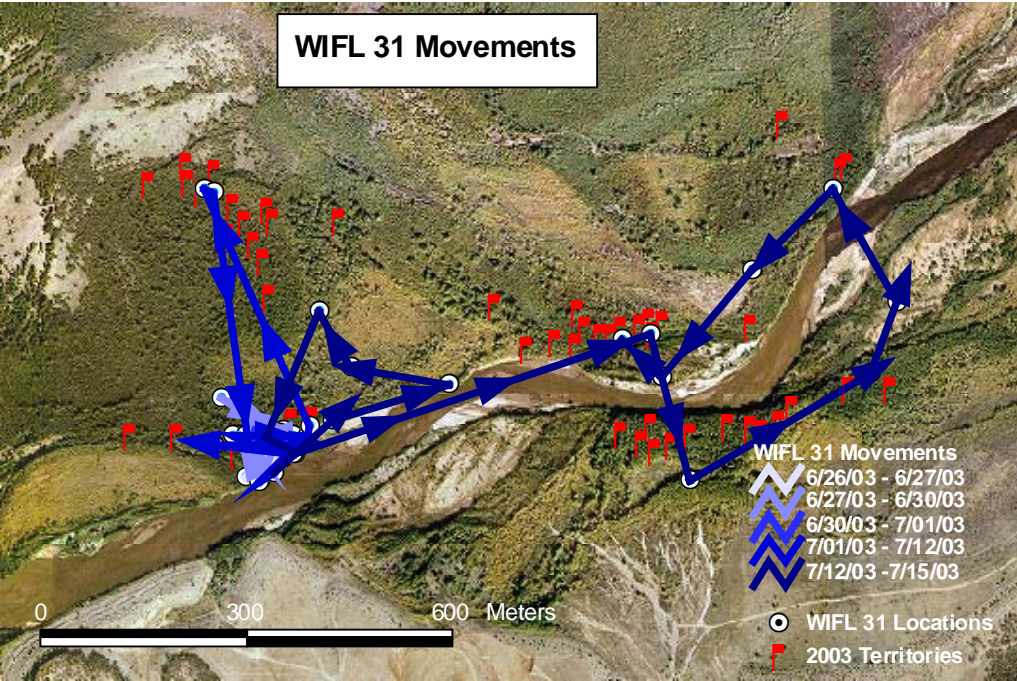 WIFL 31 Movements
WIFL 31 Movements
6/26/03 - 6/27/03
6/27/03 - 6/30/03
6/30/03 - 7/01/03
7/01/03 - 7/12/03
7/12/03 -7/15/03
0 300 600 Meters
WIFL 31 Locations
2003 Territories